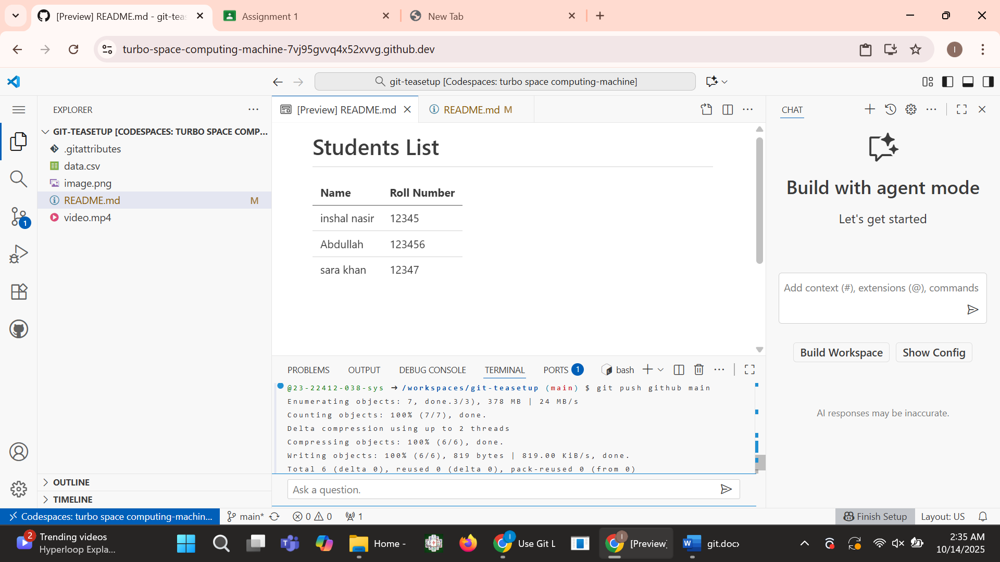 [Preview] README.md - git-teas
Assignment 1
New Tab
turbo-space-computing-machine-7vj95gvvq4x52xvvg.github.dev
I
git-teasetup [Codespaces: turbo space computing-machine]
EXPLORER
[Preview] README.md
README.md M
CHAT
GIT-TEASETUP [CODESPACES: TURBO SPACE COMP...
.gitattributes
data.csv
image.png
README.md M
video.mp4
1
Students List
Name Roll Number
inshal nasir 12345
Abdullah 123456
sara khan 12347
Build with agent mode
Let's get started
Add context (#), extensions (@), commands
Build Workspace Show Config
AI responses may be inaccurate.
PROBLEMS OUTPUT DEBUG CONSOLE TERMINAL PORTS 1 bash
@23-22412-038-sys ➜ /workspaces/git-teasetup (main) $ git push github main
Enumerating objects: 7, done.3/3), 378 MB | 24 MB/s
Counting objects: 100% (7/7), done.
Delta compression using up to 2 threads
Compressing objects: 100% (6/6), done.
Writing objects: 100% (6/6), 819 bytes | 819.00 KiB/s, done.
Total 6 (delta 0), reused 0 (delta 0), pack-reused 0 (from 0)
Ask a question.
OUTLINE
TIMELINE
Codespaces: turbo space computing-machin... main* 0 0 1 Finish Setup Layout: US
2
Trending videos
Hyperloop Expla...
Home -
I
Use Git L
I
[Preview]
git.docx
2:35 AM
10/14/2025